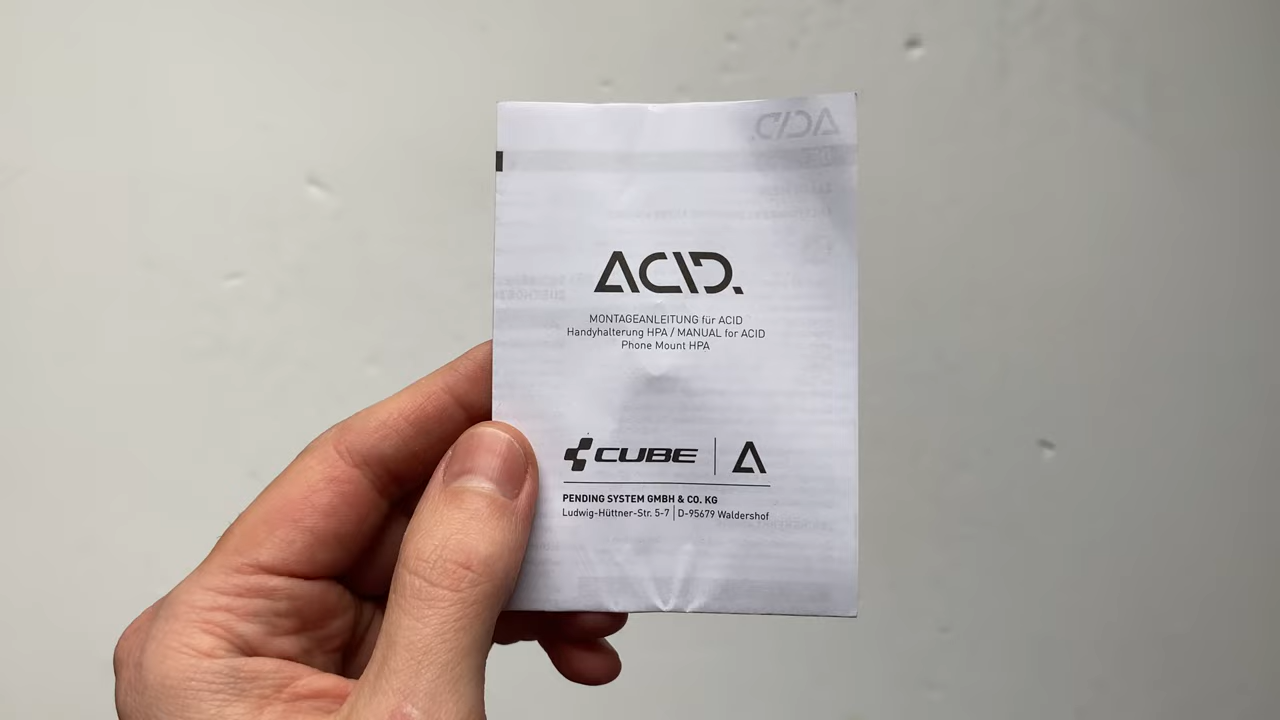 ACID.
MONTAGEANLEITUNG für ACID
Handyhalterung HPA / MANUAL for ACID
Phone Mount HPA
CUBE
PENDING SYSTEM GMBH & CO. KG
Ludwig-Hüttner-Str. 5-7 | D-95679 Waldershof